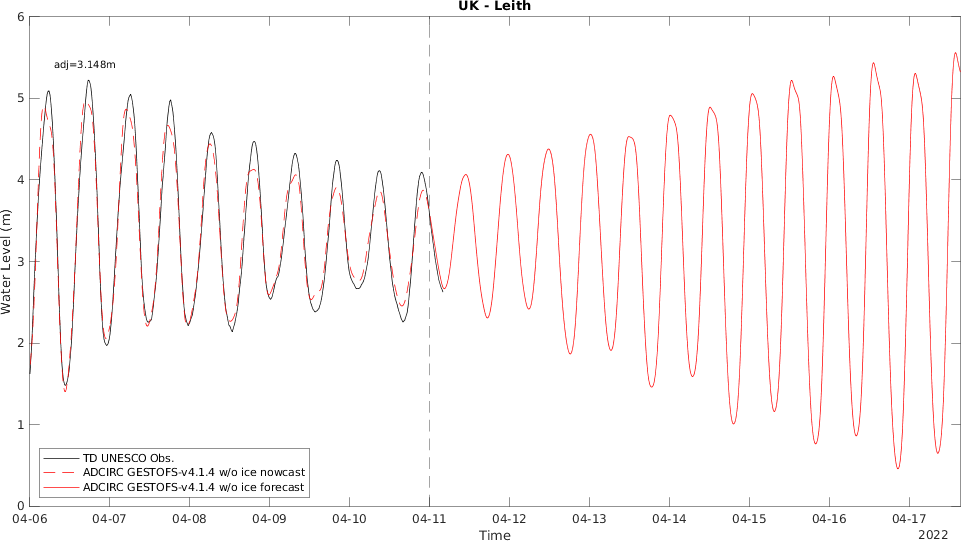 UK - Leith
adj=3.148m
Water Level (m)
6
5
4
3
2
1
0
TD UNESCO Obs.
ADCIRC GESTOFS-v4.1.4 w/o ice nowcast
ADCIRC GESTOFS-v4.1.4 w/o ice forecast
04-06 04-07 04-08 04-09 04-10 04-11 04-12 04-13 04-14 04-15 04-16 04-17
Time
2022